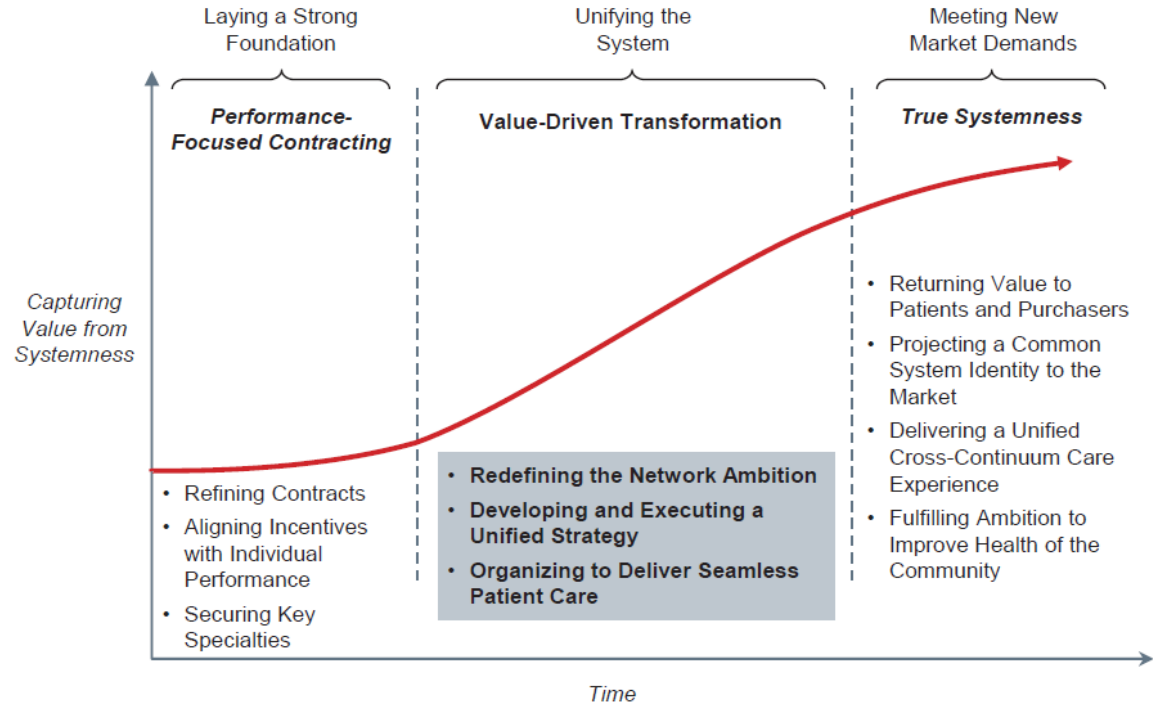 Laying a Strong
Foundation
Unifying the
System
Meeting New
Market Demands
Performance-
Focused Contracting
Value-Driven Transformation
True Systemness
Capturing
Value from
Systemness
• Refining Contracts
• Aligning Incentives
with Individual
Performance
• Securing Key
Specialties
• Redefining the Network Ambition
• Developing and Executing a
Unified Strategy
• Organizing to Deliver Seamless
Patient Care
• Returning Value to
Patients and Purchasers
• Projecting a Common
System Identity to the
Market
• Delivering a Unified
Cross-Continuum Care
Experience
• Fulfilling Ambition to
Improve Health of the
Community
Time